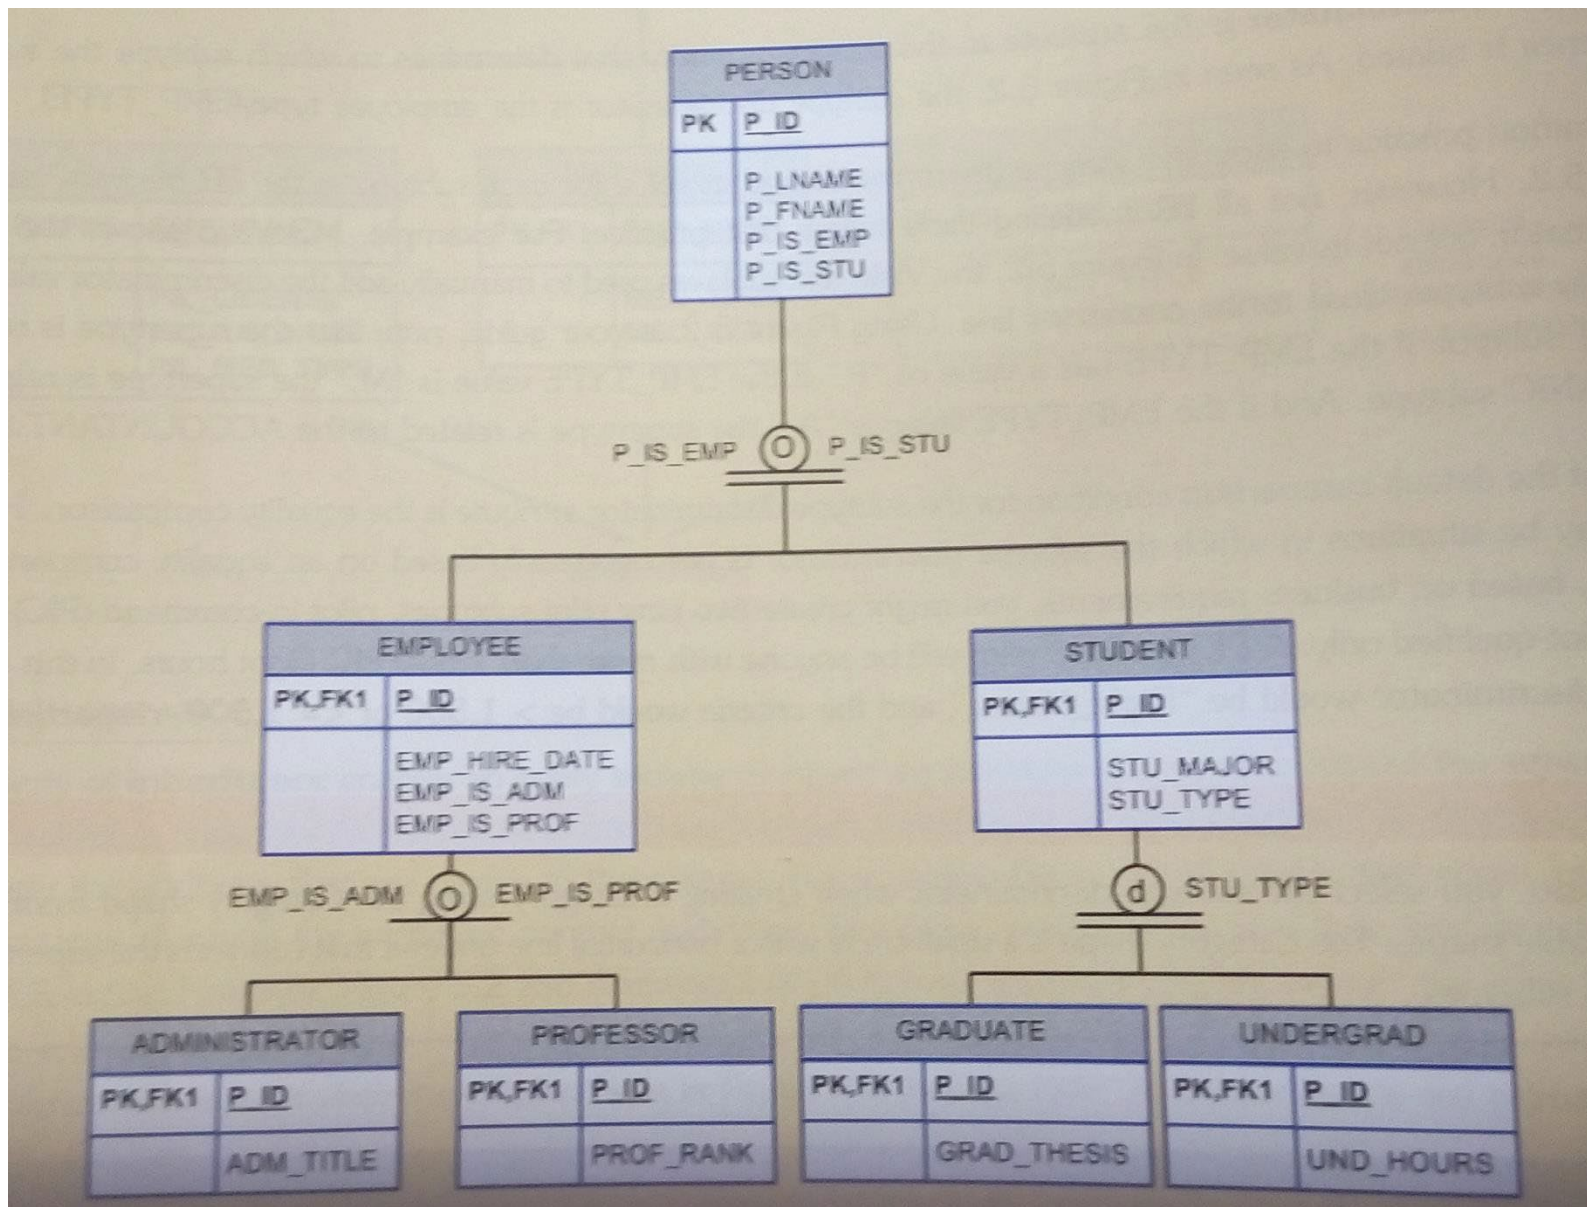 PERSON
PK P_ID
P_LNAME
P_FNAME
P_IS_EMP
P_IS_STU
P_IS_EMP O P_IS_STU
EMPLOYEE
PK,FK1 P_ID
EMP_HIRE_DATE
EMP_IS_ADM
EMP_IS_PROF
STUDENT
PK,FK1 P_ID
STU_MAJOR
STU_TYPE
EMP_IS_ADM O EMP_IS_PROF
d STU_TYPE
ADMINISTRATOR
PK,FK1 P_ID
ADM_TITLE
PROFESSOR
PK,FK1 P_ID
PROF_RANK
GRADUATE
PK,FK1 P_ID
GRAD_THESIS
UNDERGRAD
PK,FK1 P_ID
UND_HOURS